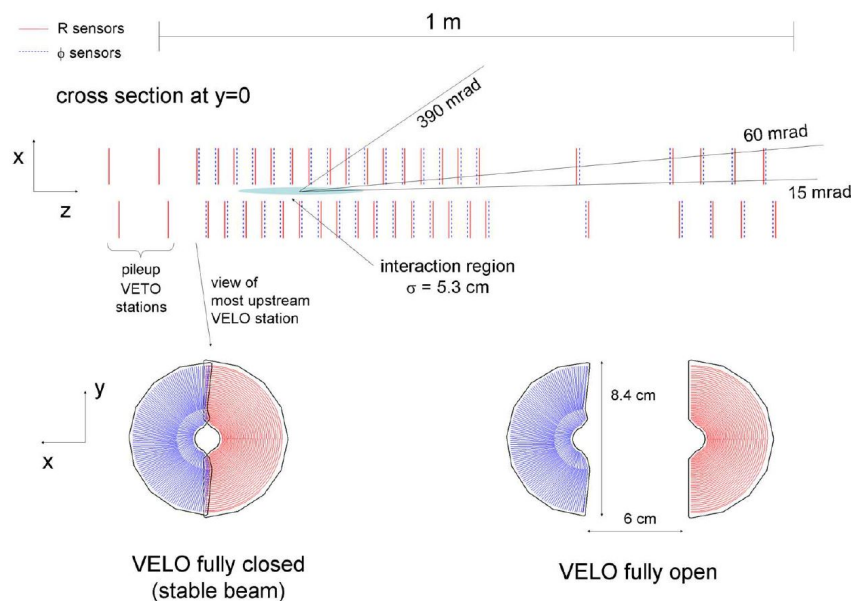 R sensors
ϕ sensors
1 m
cross section at y=0
390 mrad
60 mrad
15 mrad
x
z
pileup
VETO
stations
view of
most upstream
VELO station
interaction region
σ = 5.3 cm
y
x
8.4 cm
6 cm
VELO fully closed
(stable beam)
VELO fully open